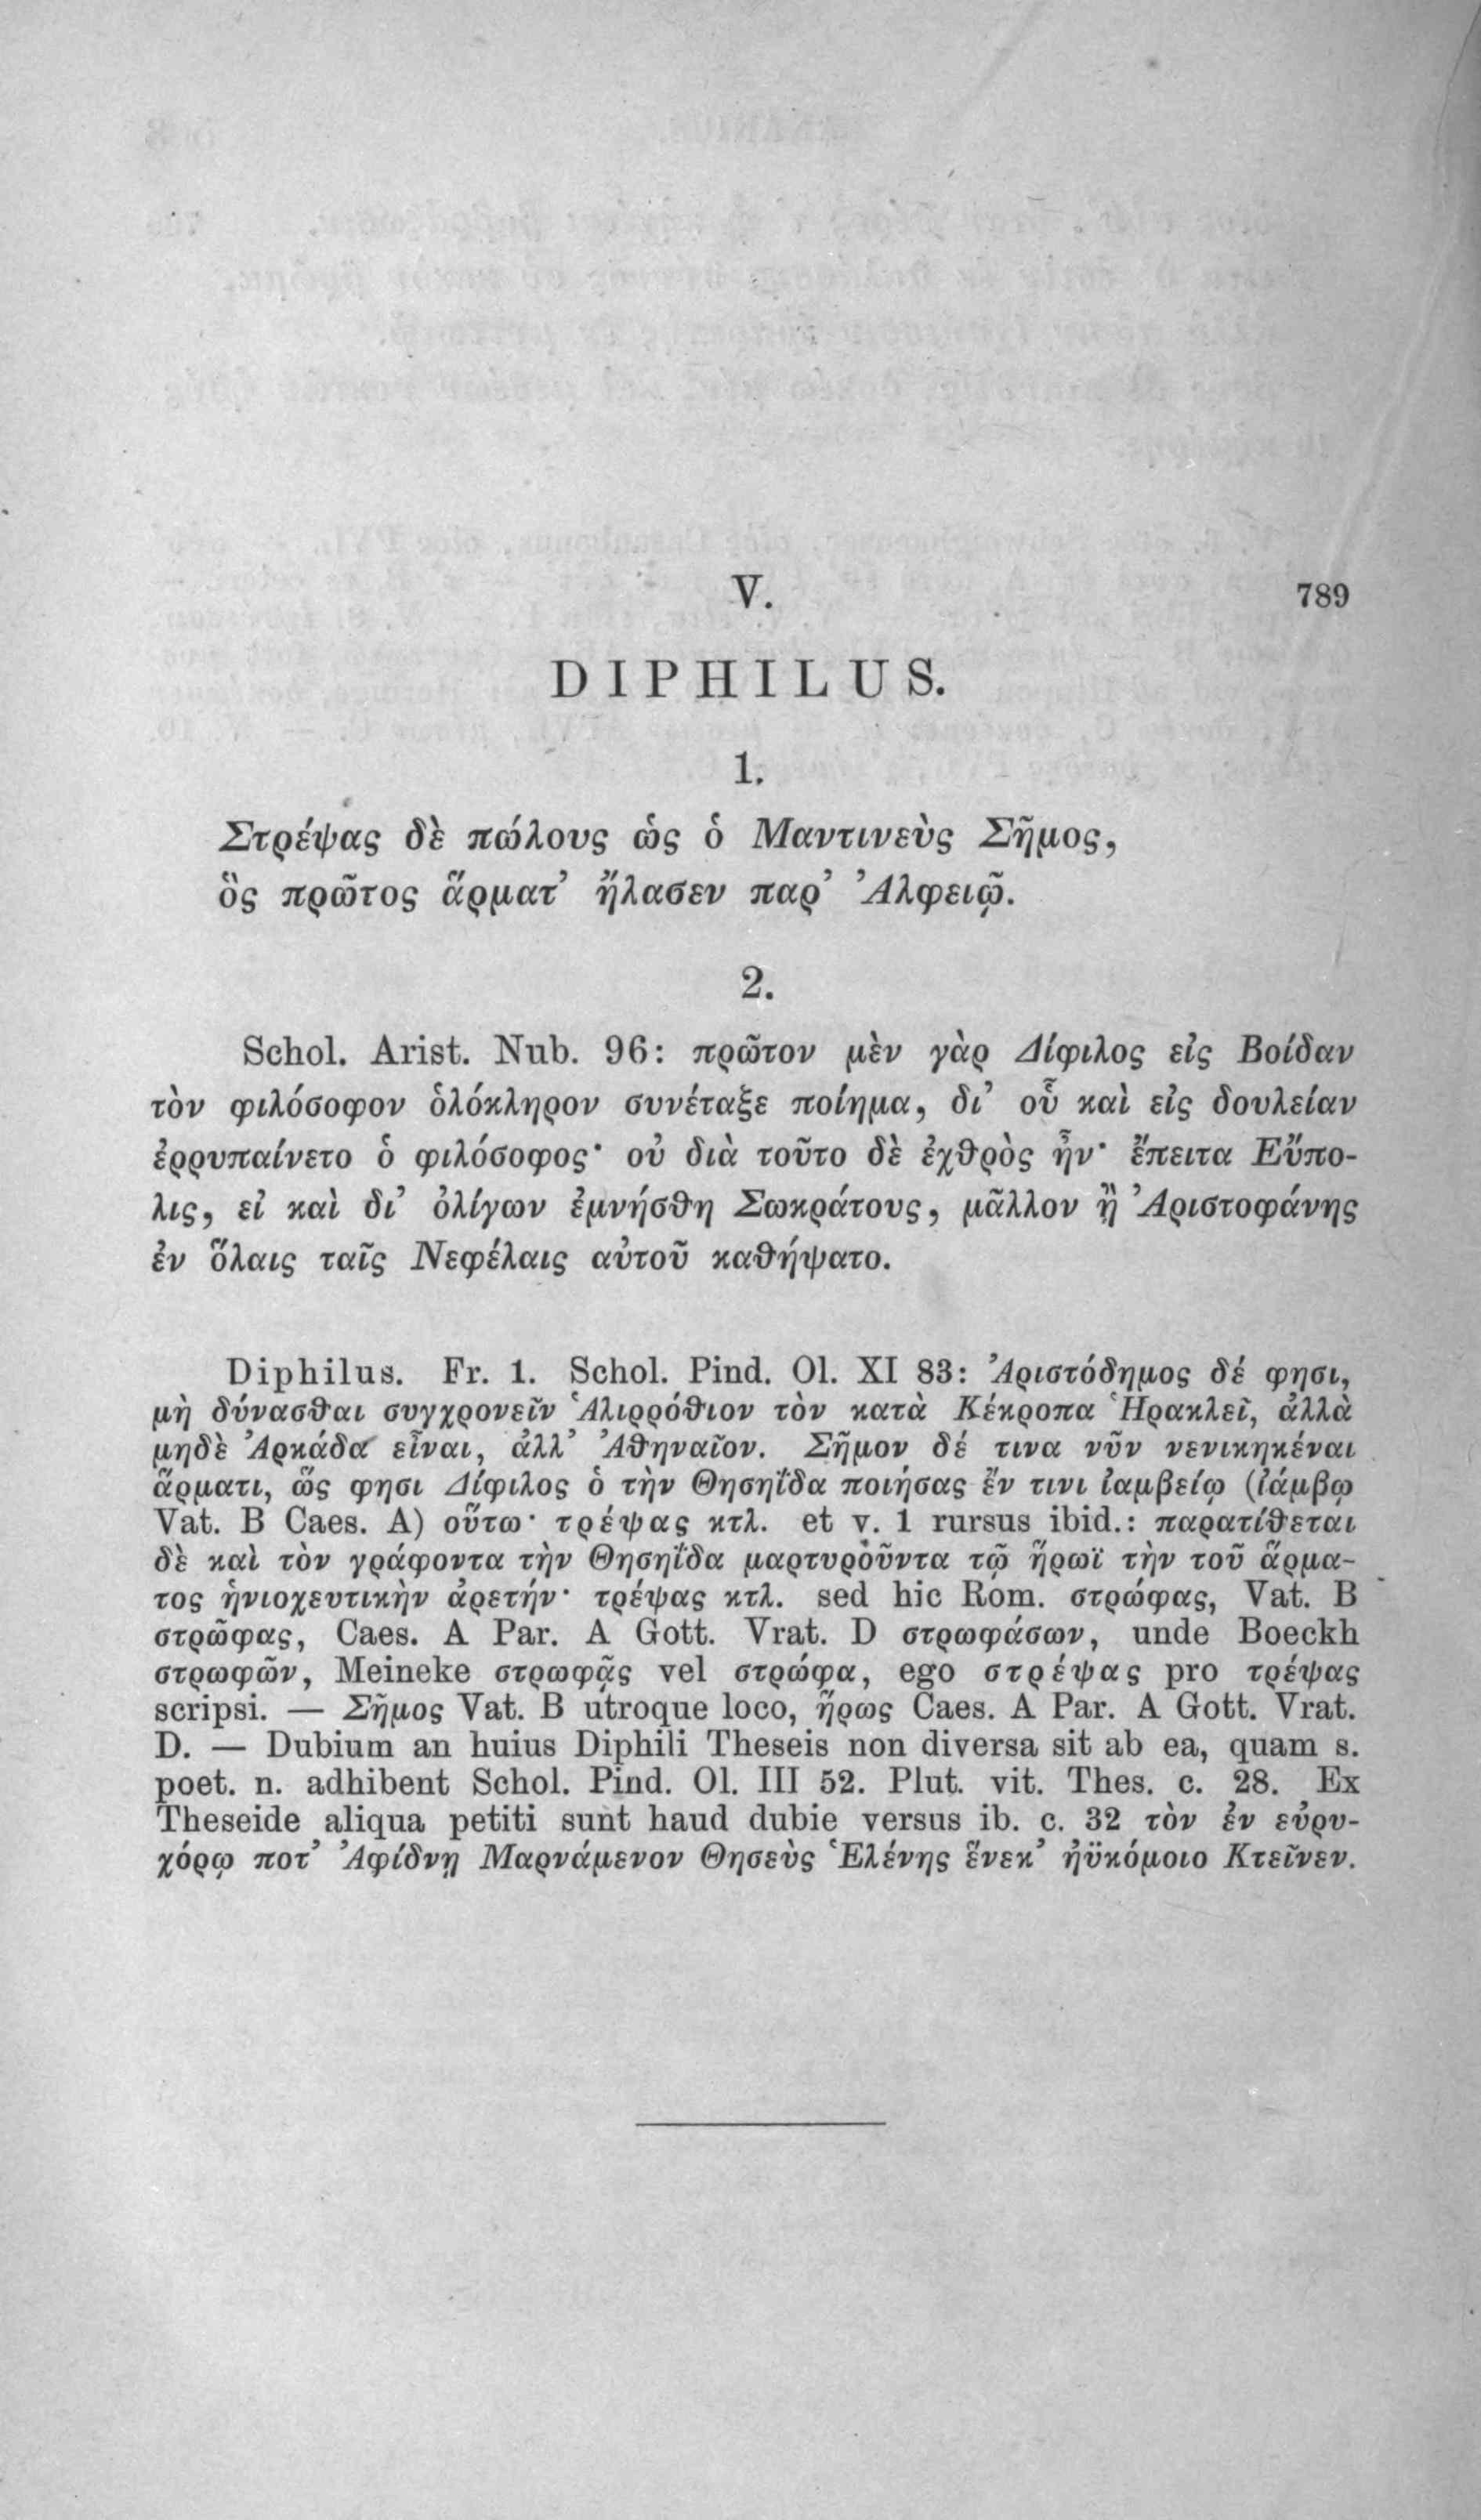 V. 789
DIPHILUS.
1.
Στρέψας δὲ πώλους ὡς ὁ Μαντινεὺς Σῆμος,
ὃς πρῶτος ἅρματ’ ἤλασεν παρ’ Ἀλφειῷ.
2.
Schol. Arist. Nub. 96: πρῶτον μὲν γὰρ Δίφιλος εἰς Βοίδαν
τὸν φιλόσοφον ὁλόκληρον συνέταξε ποίημα, δι’ οὗ καὶ εἰς δουλείαν
ἐρρυπαίνετο ὁ φιλόσοφος· οὐ διὰ τοῦτο δὲ ἐχθρὸς ἦν· ἔπειτα Εὔπο-
λις, εἰ καὶ δι’ ὀλίγων ἐμνήσθη Σωκράτους, μᾶλλον ἢ Ἀριστοφάνης
ἐν ὅλαις ταῖς Νεφέλαις αὐτοῦ καθήψατο.
Diphilus. Fr. 1. Schol. Pind. Ol. XI 83: Ἀριστόδημος δέ φησι,
μὴ δύνασθαι συγχρονεῖν Ἁλιρρόθιον τὸν κατὰ Κέκροπα Ἡρακλεῖ, ἀλλὰ
μηδὲ Ἀρκάδα εἶναι, ἀλλ’ Ἀθηναῖον. Σῆμον δέ τινα νῦν νενικηκέναι
ἅρματι, ὥς φησι Δίφιλος ὁ τὴν Θησηΐδα ποιήσας ἔν τινι ἰαμβείῳ (ἰάμβῳ
Vat. B Caes. A) οὕτω· τρέψας κτλ. et v. 1 rursus ibid.: παρατίθεται
δὲ καὶ τὸν γράφοντα τὴν Θησηΐδα μαρτυροῦντα τῷ ἥρωϊ τὴν τοῦ ἅρμα-
τος ἡνιοχευτικὴν ἀρετήν· τρέψας κτλ. sed hic Rom. στρώφας, Vat. B
στρῶφας, Caes. A Par. A Gott. Vrat. D στρωφάσων, unde Boeckh
στρωφῶν, Meineke στρωφᾷς vel στρώφα, ego στρέψας pro τρέψας
scripsi. — Σῆμος Vat. B utroque loco, ἥρως Caes. A Par. A Gott. Vrat.
D. — Dubium an huius Diphili Theseis non diversa sit ab ea, quam s.
poet. n. adhibent Schol. Pind. Ol. III 52. Plut. vit. Thes. c. 28. Ex
Theseide aliqua petiti sunt haud dubie versus ib. c. 32 τὸν ἐν εὐρυ-
χόρῳ ποτ’ Ἀφίδνῃ Μαρνάμενον Θησεὺς Ἑλένης ἕνεκ’ ἠϋκόμοιο Κτεῖνεν.